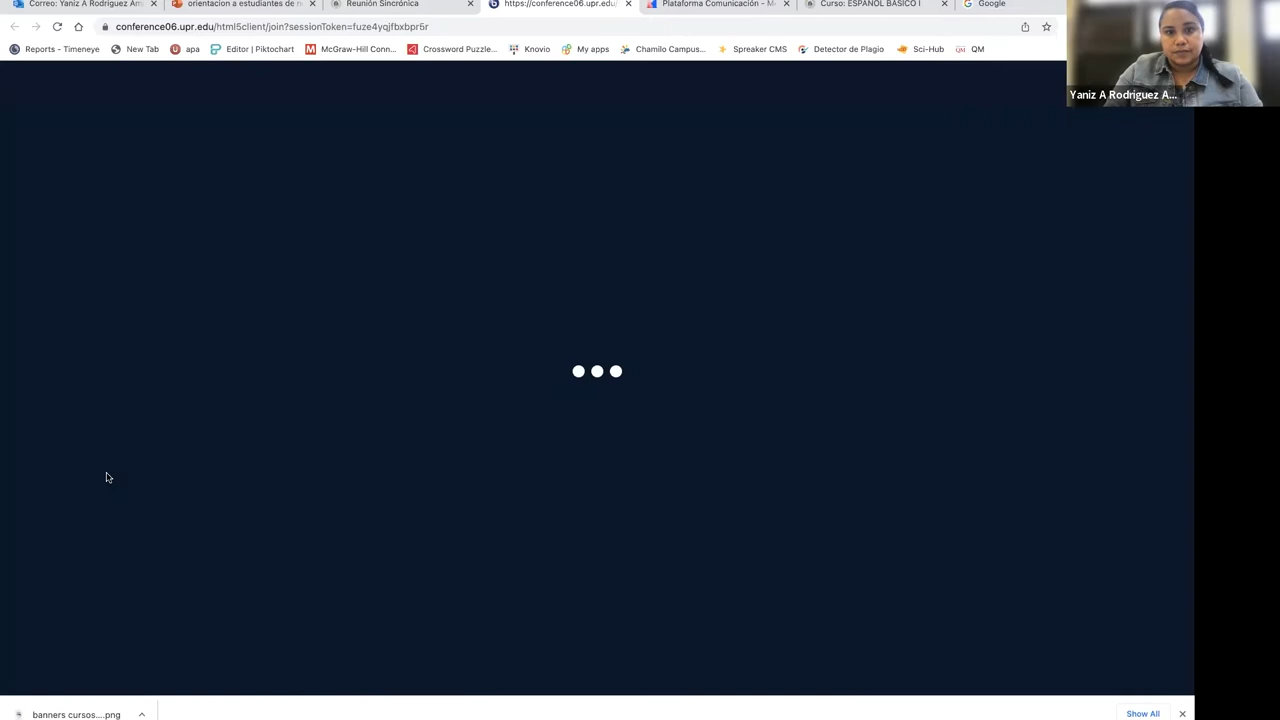 Correo: Yaniz A Rodriguez Am
orientacion a estudiantes de n
Reunión Sincrónica
https://conference06.upr.edu/
Plataforma Comunicación - M
Curso: ESPAÑOL BASICO I
Google
conference06.upr.edu/html5client/join?sessionToken=fuze4yqjfbxbpr5r
Reports - Timeneye
New Tab
apa
Editor | Piktochart
McGraw-Hill Conn...
Crossword Puzzle...
Knovio
My apps
Chamilo Campus...
Spreaker CMS
Detector de Plagio
Sci-Hub
QM
Yaniz A Rodriguez A...
banners cursos....png
Show All